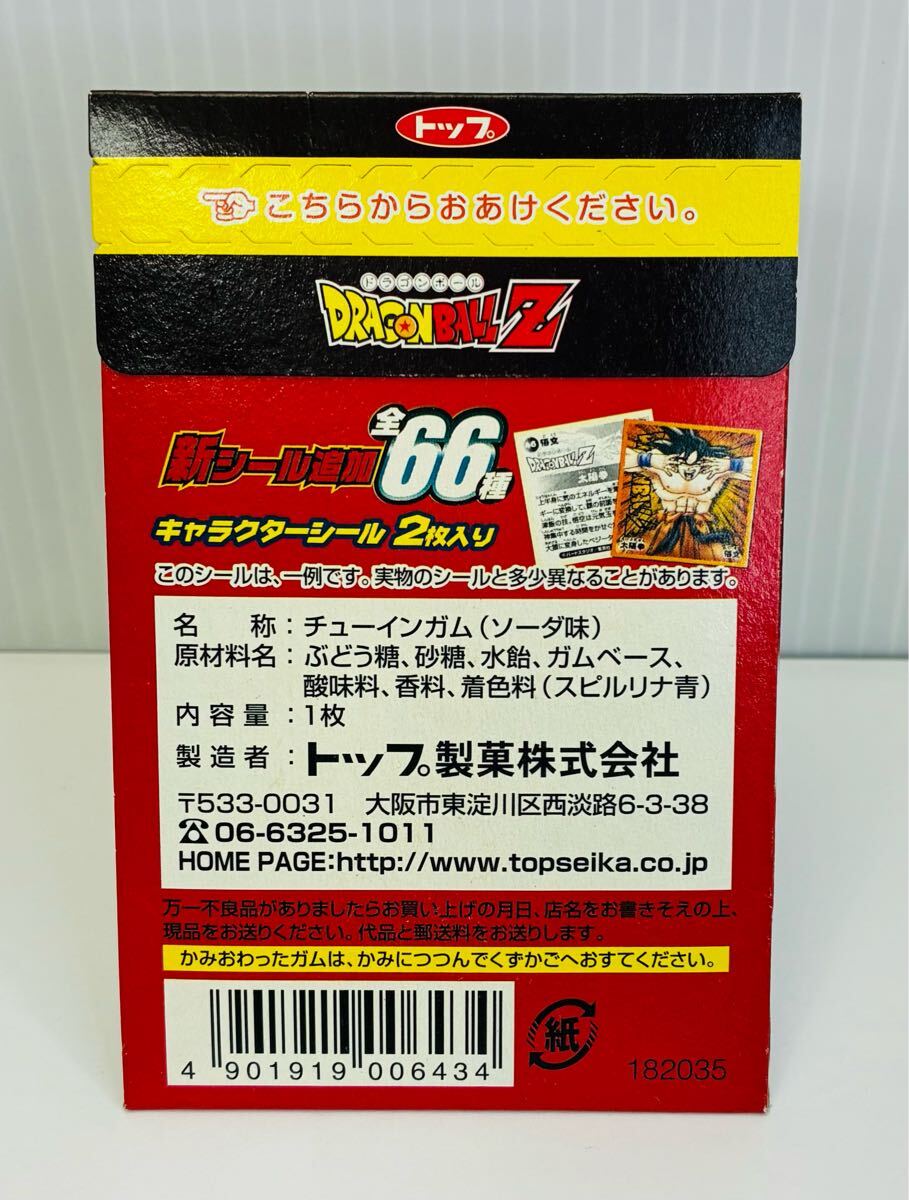 トップ®
こちらからおあけください。
ドラゴンボール
DRAGON BALL Z
新シール追加 全66種
キャラクターシール 2枚入り
悟空
DRAGONBALL Z
太陽拳
このシールは、一例です。実物のシールと多少異なることがあります。
名 称:チューインガム(ソーダ味)
原材料名:ぶどう糖、砂糖、水飴、ガムベース、
酸味料、香料、着色料(スピルリナ青)
内容量:1枚
製造者:トップ®製菓株式会社
〒533-0031 大阪市東淀川区西淡路6-3-38
☎06-6325-1011
HOME PAGE:http://www.topseika.co.jp
万一不良品がありましたらお買い上げの月日、店名をお書きそえの上、
現品をお送りください。代品と郵送料をお送りします。
かみおわったガムは、かみにつつんでくずかごへおすてください。
4 901919 006434
紙
182035